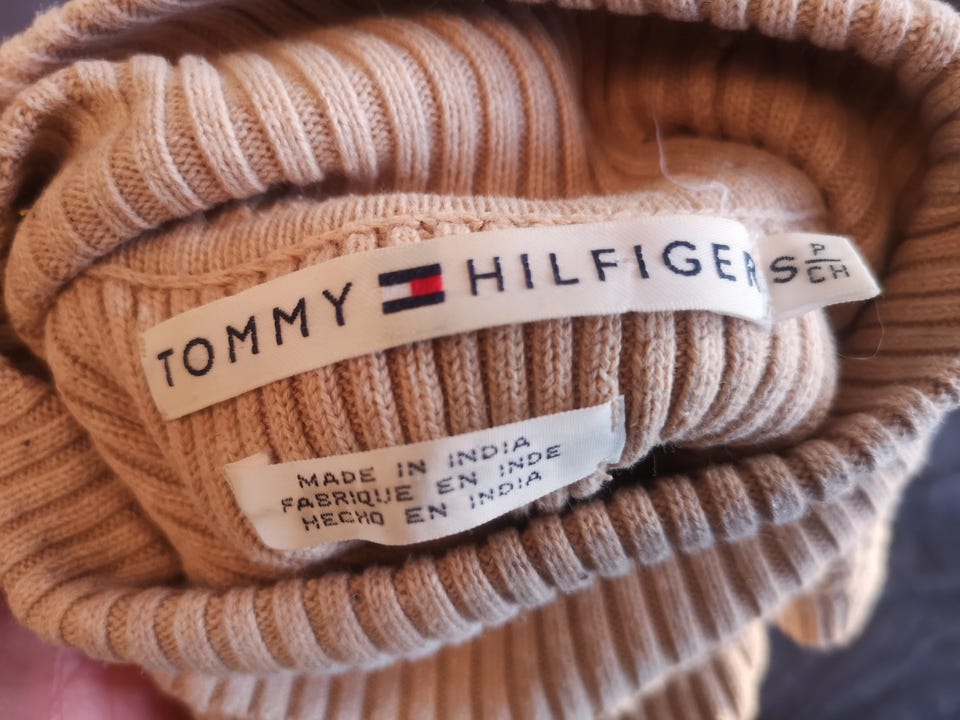 TOMMY HILFIGER
S P/CH
MADE IN INDIA
FABRIQUE EN INDE
HECHO EN INDIA